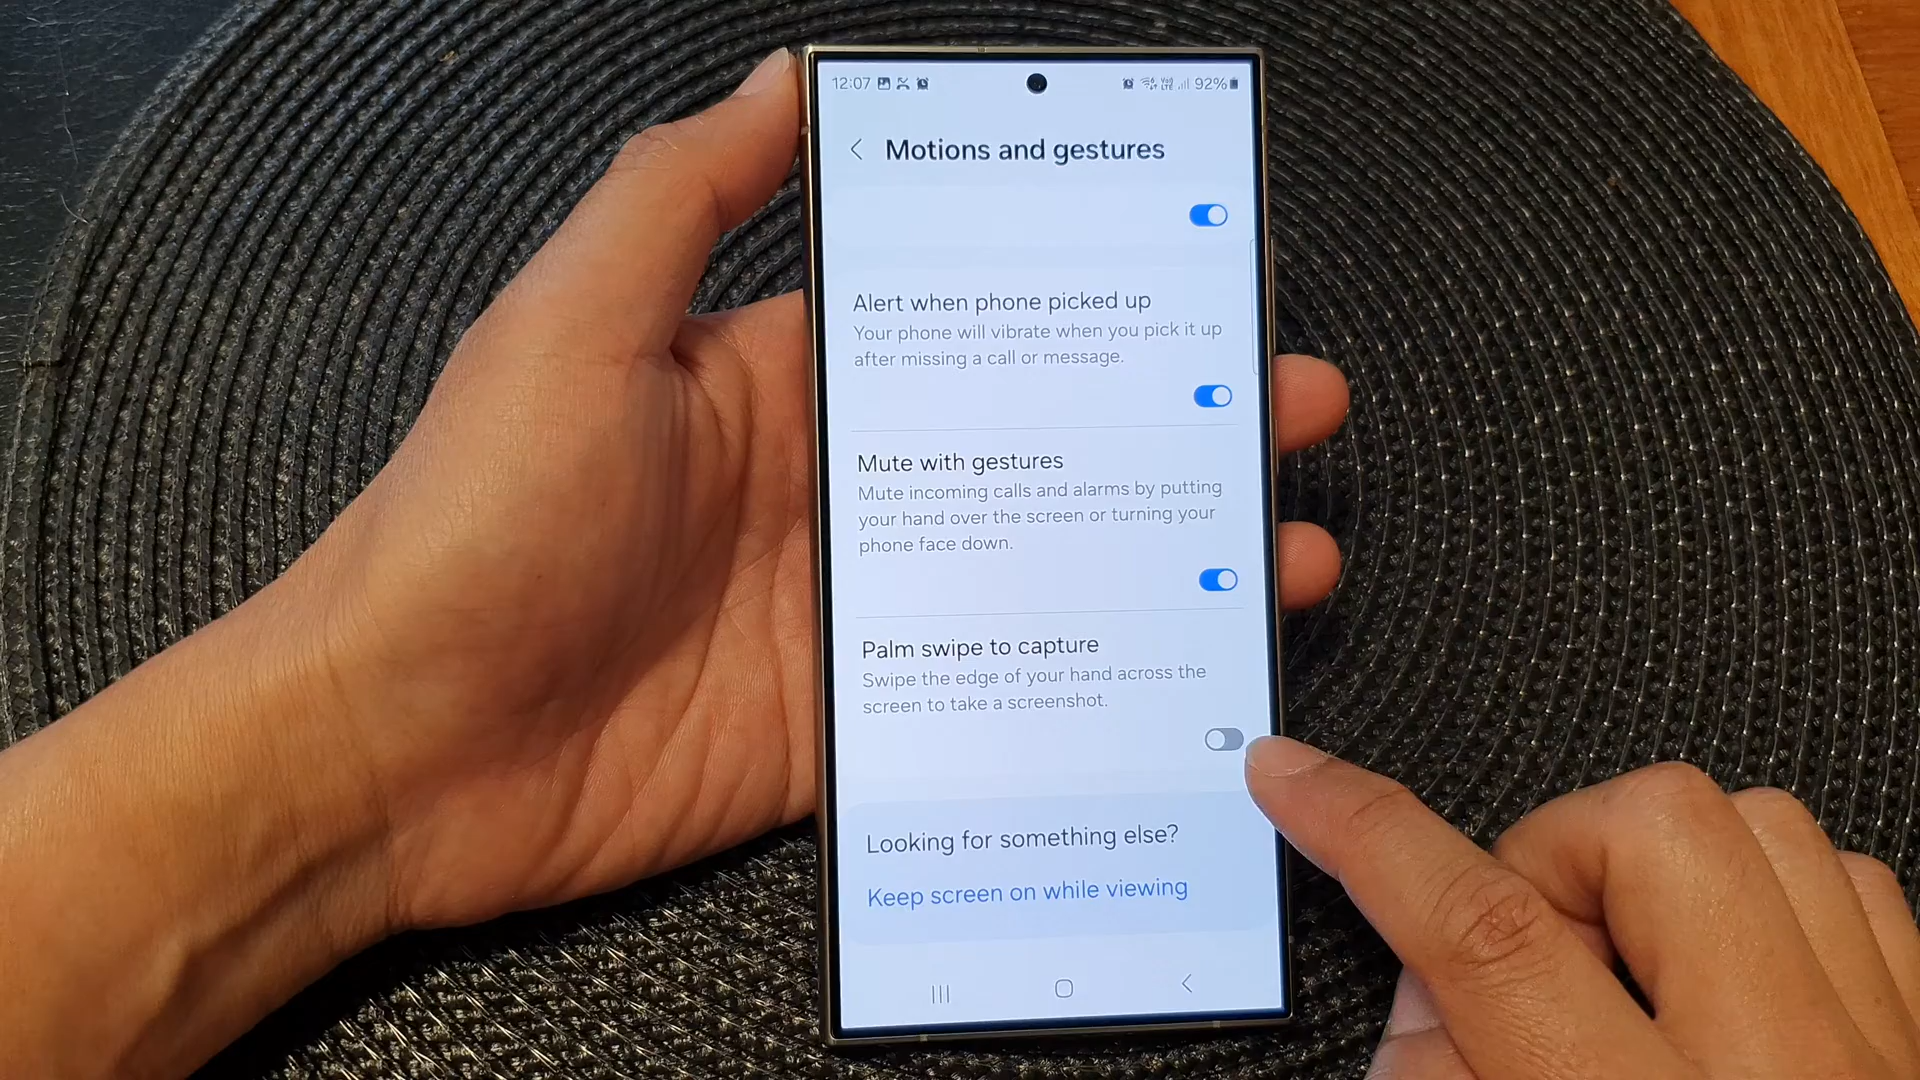 12:07 92%
Motions and gestures
Alert when phone picked up
Your phone will vibrate when you pick it up
after missing a call or message.
Mute with gestures
Mute incoming calls and alarms by putting
your hand over the screen or turning your
phone face down.
Palm swipe to capture
Swipe the edge of your hand across the
screen to take a screenshot.
Looking for something else?
Keep screen on while viewing